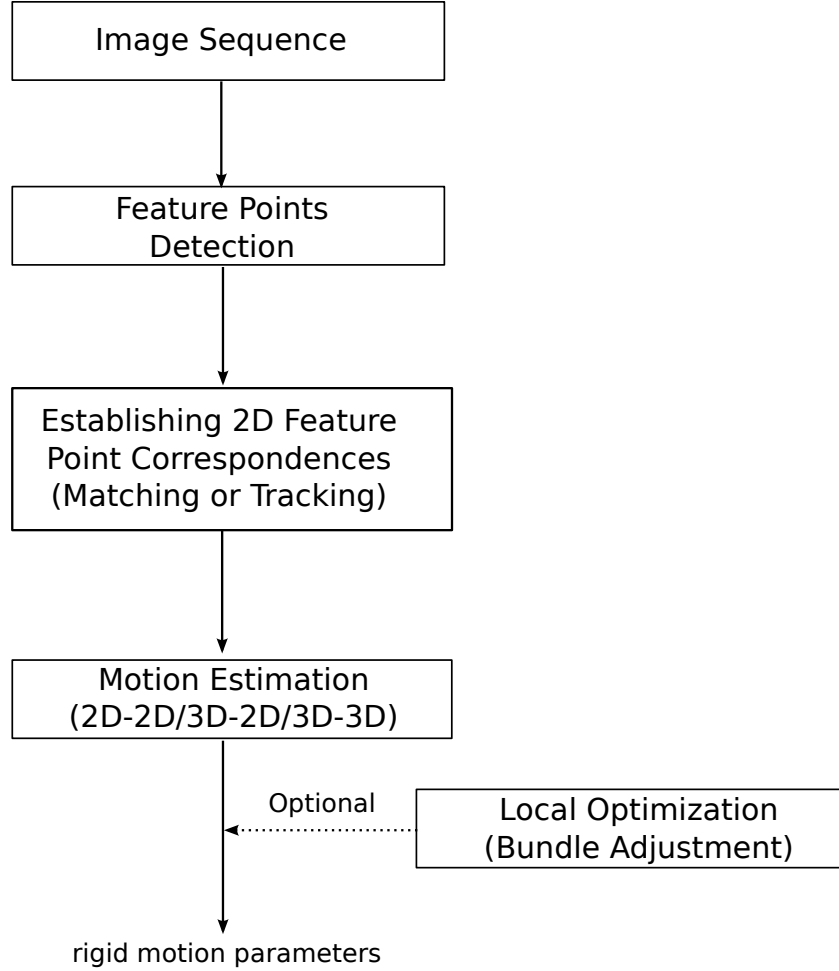 Image Sequence
Feature Points
Detection
Establishing 2D Feature
Point Correspondences
(Matching or Tracking)
Motion Estimation
(2D-2D/3D-2D/3D-3D)
Optional
Local Optimization
(Bundle Adjustment)
rigid motion parameters